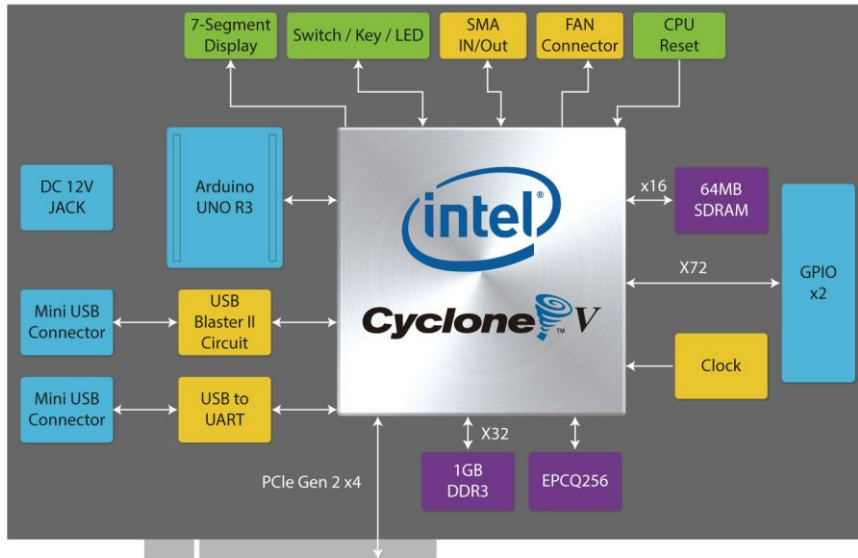 7-Segment
Display
Switch / Key / LED
SMA
IN/Out
FAN
Connector
CPU
Reset
DC 12V
JACK
Arduino
UNO R3
intel
®
Cyclone
TM
V
x16
64MB
SDRAM
X72
GPIO
x2
Mini USB
Connector
USB
Blaster II
Circuit
Clock
Mini USB
Connector
USB to
UART
PCIe Gen 2 x4
X32
1GB
DDR3
EPCQ256